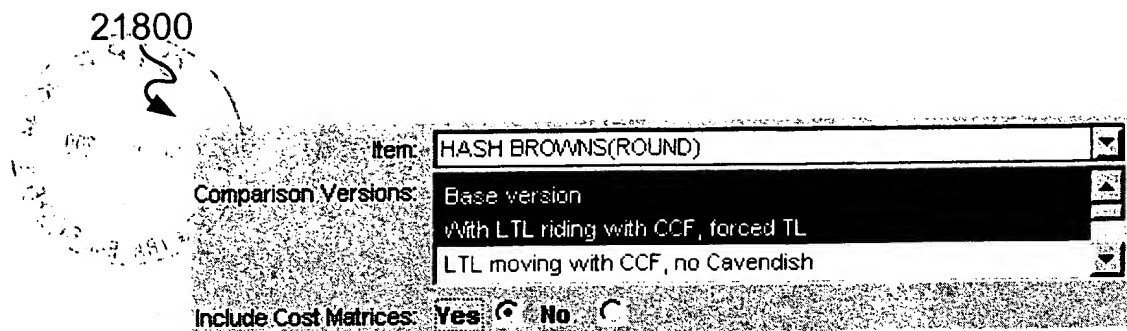 21800
Item: HASH BROWNS(ROUND)
Comparison Versions: Base version
With LTL riding with CCF, forced TL
LTL moving with CCF, no Cavendish
Include Cost Matrices: Yes No